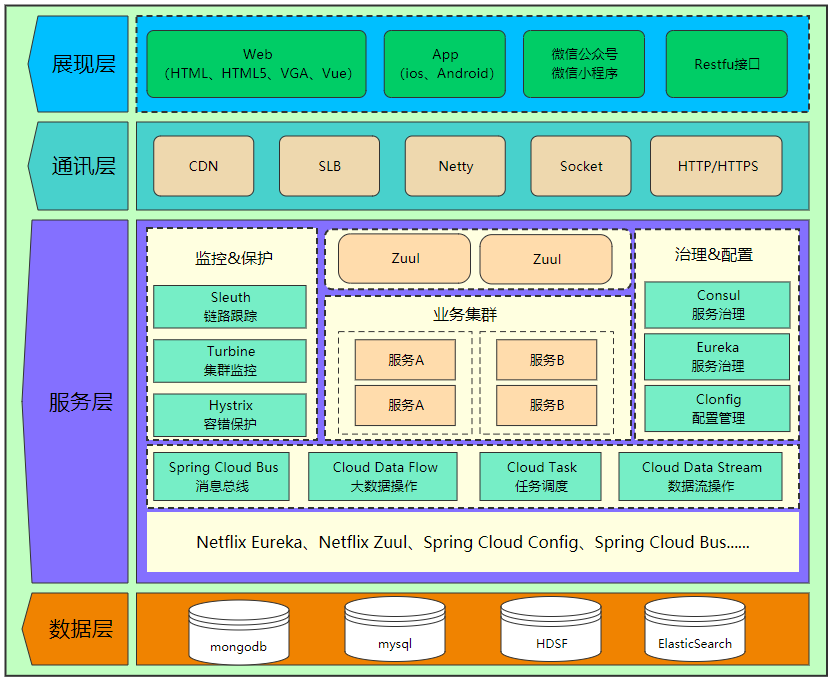 展现层
Web
(HTML、HTML5、VGA、Vue)
App
(ios、Android)
微信公众号
微信小程序
Restfu接口
通讯层
CDN
SLB
Netty
Socket
HTTP/HTTPS
服务层
监控&保护
Sleuth
链路跟踪
Turbine
集群监控
Hystrix
容错保护
Zuul
Zuul
业务集群
服务A
服务B
服务A
服务B
治理&配置
Consul
服务治理
Eureka
服务治理
Clonfig
配置管理
Spring Cloud Bus
消息总线
Cloud Data Flow
大数据操作
Cloud Task
任务调度
Cloud Data Stream
数据流操作
Netflix Eureka、Netflix Zuul、Spring Cloud Config、Spring Cloud Bus......
数据层
mongodb
mysql
HDSF
ElasticSearch